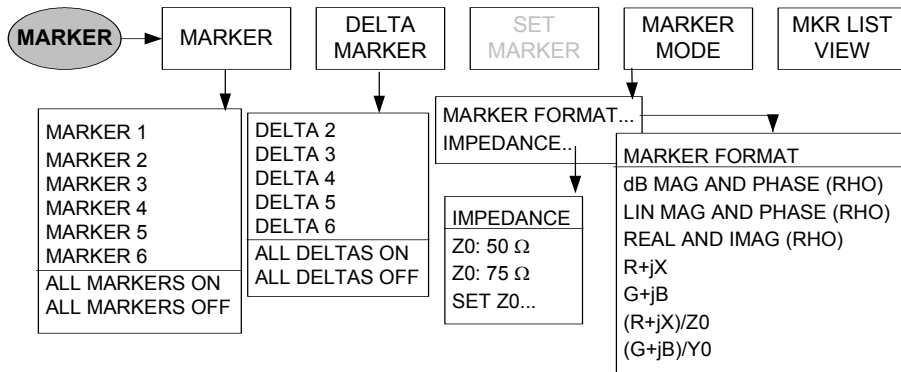 MARKER
MARKER
DELTA
MARKER
SET
MARKER
MARKER
MODE
MKR LIST
VIEW
MARKER 1
MARKER 2
MARKER 3
MARKER 4
MARKER 5
MARKER 6
ALL MARKERS ON
ALL MARKERS OFF
DELTA 2
DELTA 3
DELTA 4
DELTA 5
DELTA 6
ALL DELTAS ON
ALL DELTAS OFF
MARKER FORMAT...
IMPEDANCE..
IMPEDANCE
Z0: 50 Ω
Z0: 75 Ω
SET Z0...
MARKER FORMAT
dB MAG AND PHASE (RHO)
LIN MAG AND PHASE (RHO)
REAL AND IMAG (RHO)
R+jX
G+jB
(R+jX)/Z0
(G+jB)/Y0